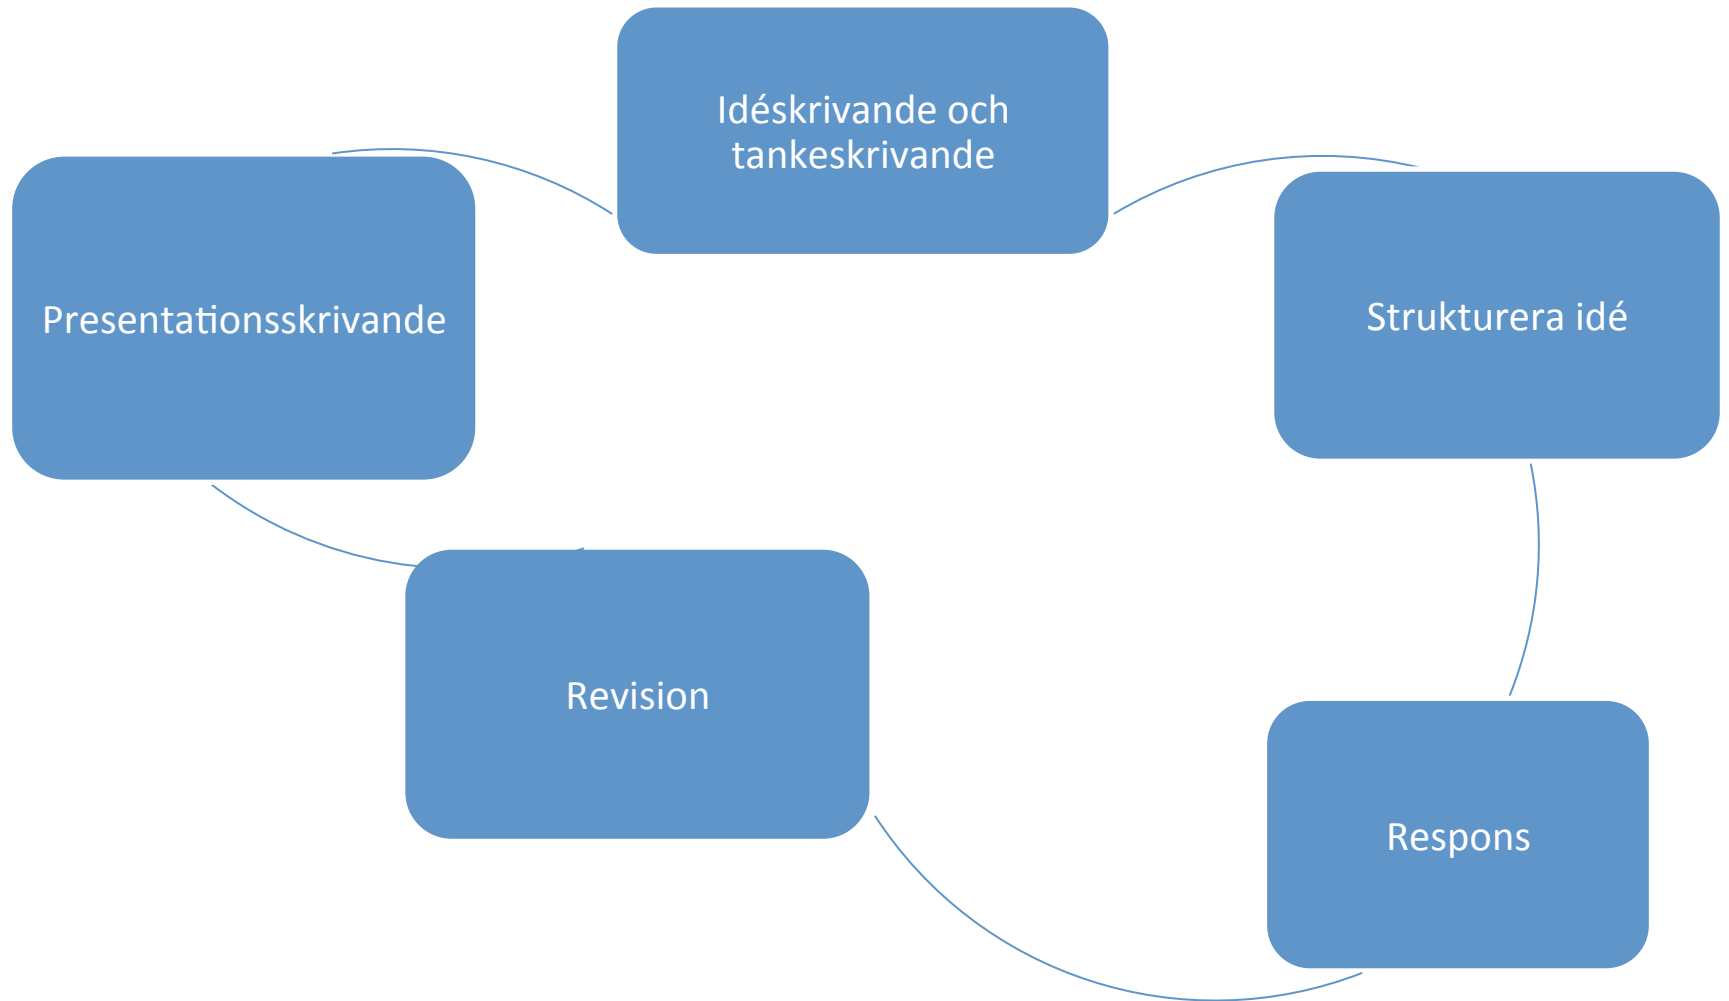 Idéskrivande och
tankeskrivande
Strukturera idé
Respons
Revision
Presentationsskrivande